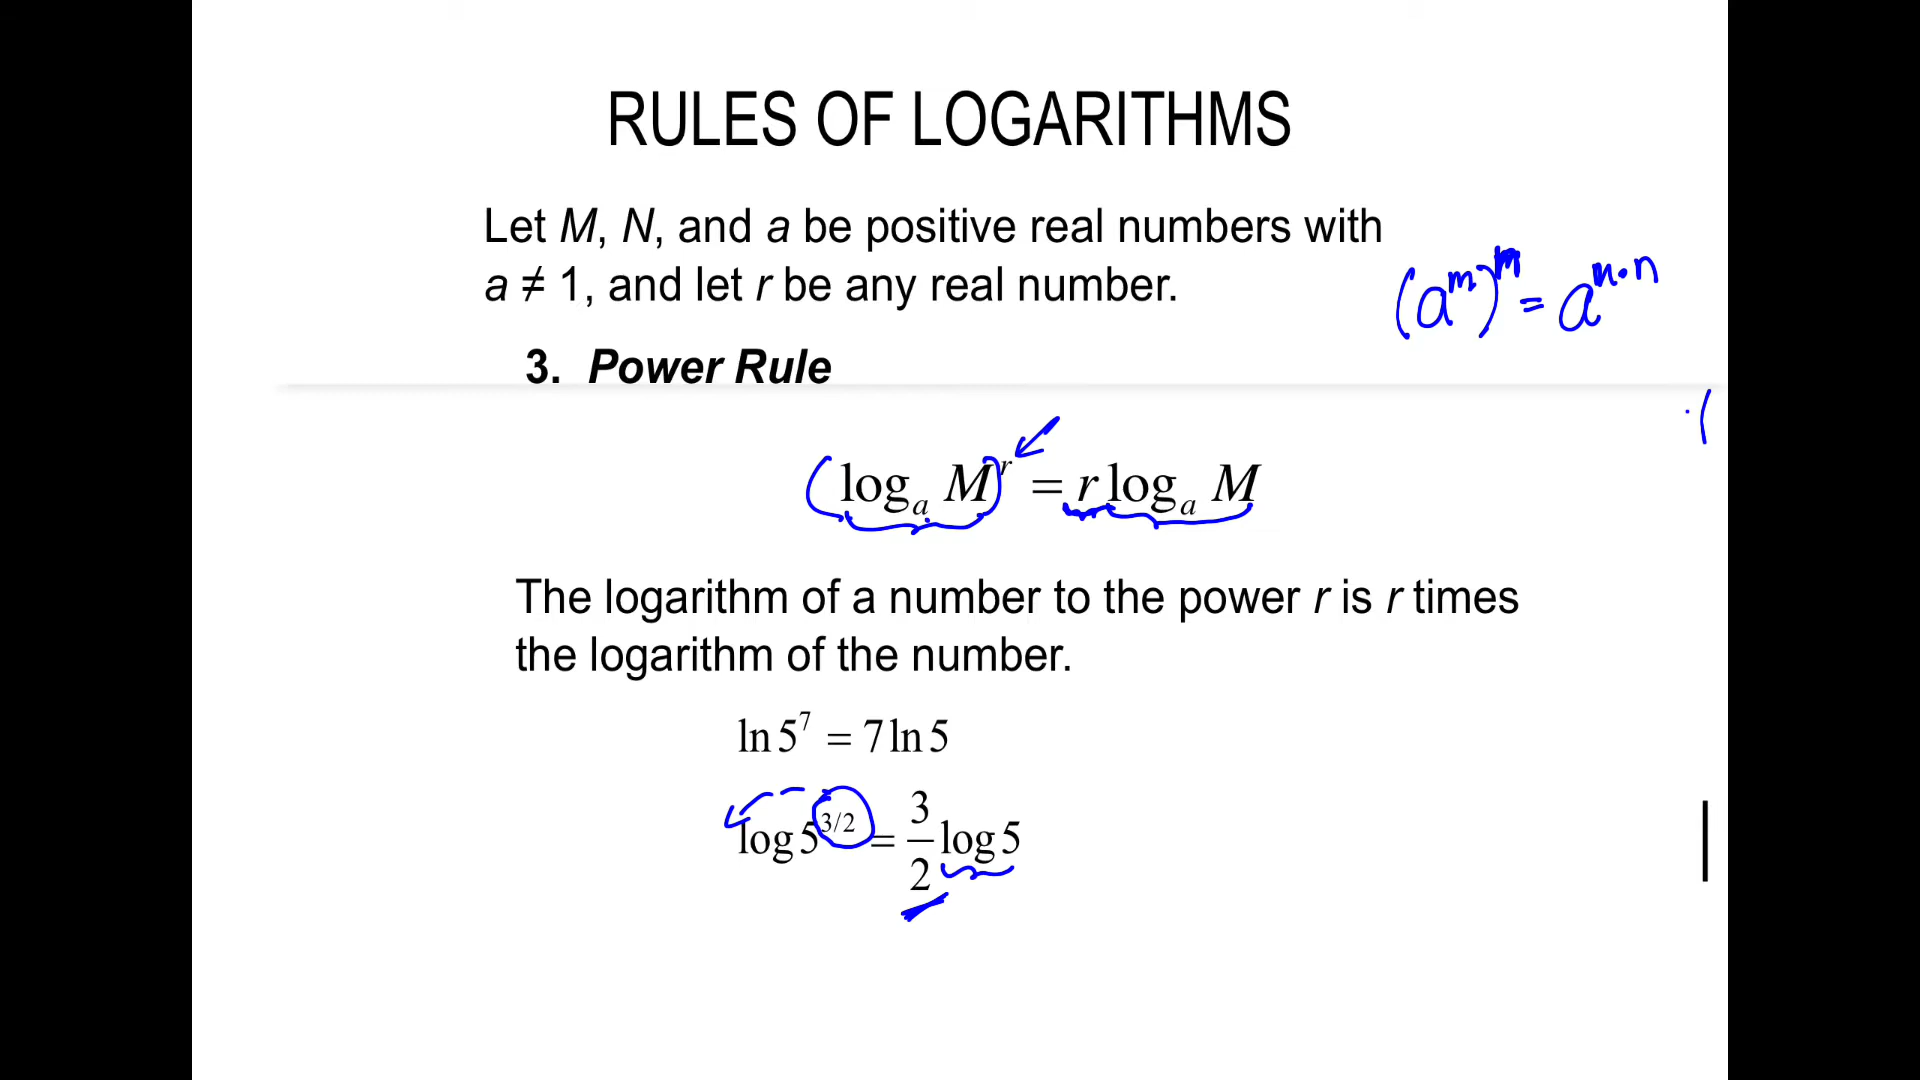 RULES OF LOGARITHMS
Let M, N, and a be positive real numbers with
a ≠ 1, and let r be any real number.
(a^m)^m = a^n·n
3. Power Rule
(log_a M)^r = r log_a M
The logarithm of a number to the power r is r times
the logarithm of the number.
ln 5^7 = 7 ln 5
log 5^3/2 = 3/2 log 5